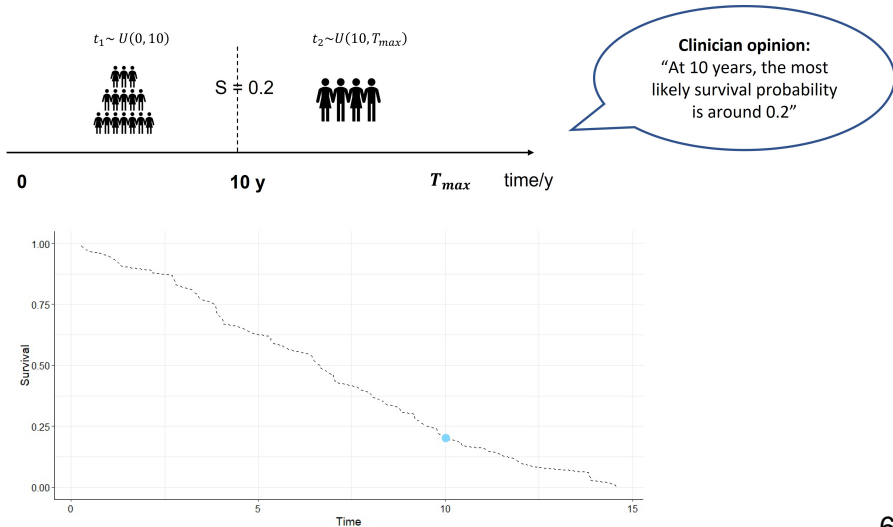 t₁~ U(0, 10)
t₂~U(10, Tₘₐₓ)
Clinician opinion:
“At 10 years, the most
likely survival probability
is around 0.2”
S = 0.2
0
10 y
Tₘₐₓ
time/y
1.00
0.75
0.50
0.25
0.00
Survival
0
5
10
15
Time
6